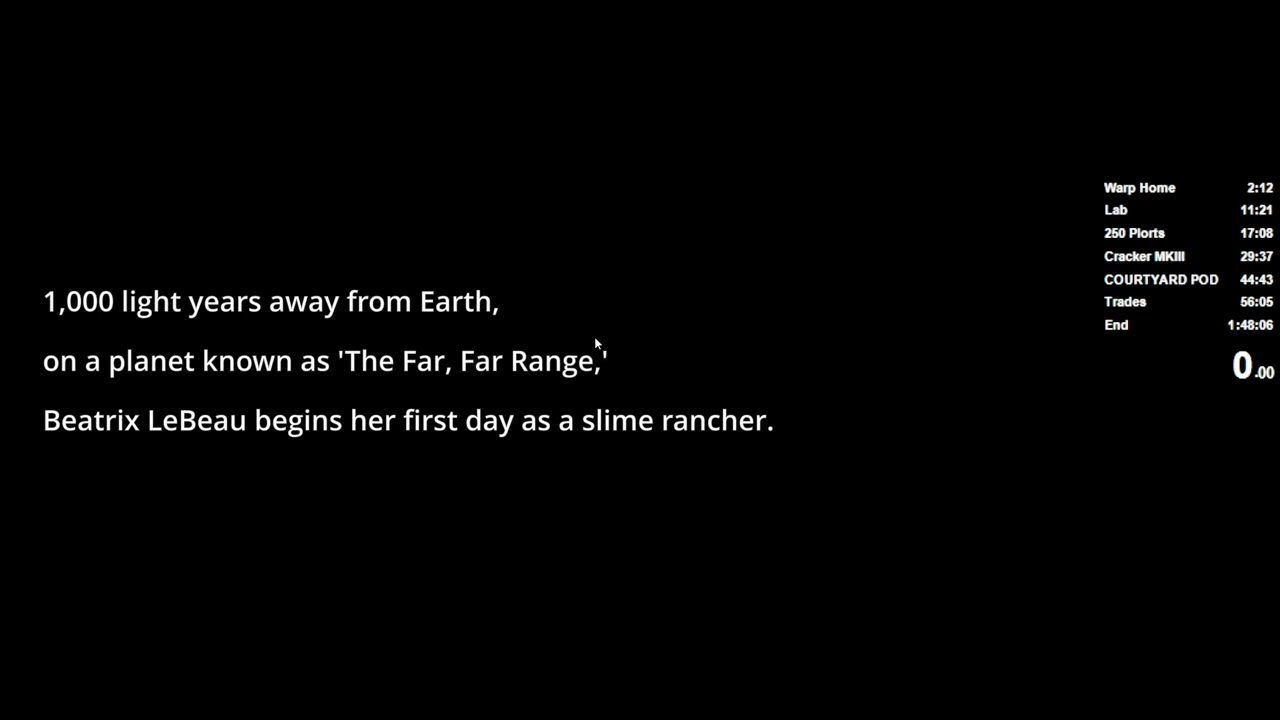 1,000 light years away from Earth,
on a planet known as 'The Far, Far Range,'
Beatrix LeBeau begins her first day as a slime rancher.
Warp Home 2:12
Lab 11:21
250 Plorts 17:08
Cracker MKIII 29:37
COURTYARD POD 44:43
Trades 56:05
End 1:48:06
0.00